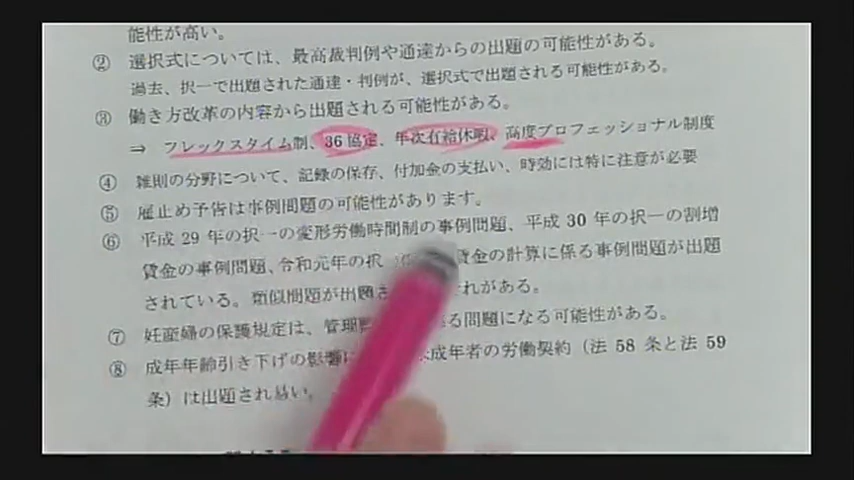 能性が高い。
② 選択式については、最高裁判例や通達からの出題の可能性がある。
過去、択一で出題された通達・判例が、選択式で出題される可能性がある。
③ 働き方改革の内容から出題される可能性がある。
⇒ フレックスタイム制、36協定、年次有給休暇、高度プロフェッショナル制度
④ 雑則の分野について、記録の保存、付加金の支払い、時効には特に注意が必要
⑤ 雇止め予告は事例問題の可能性があります。
⑥ 平成 29 年の択一の変形労働時間制の事例問題、平成 30 年の択一の割増
賃金の事例問題、令和元年の択 賃金の計算に係る事例問題が出題
されている。類似問題が出題さ れがある。
⑦ 妊産婦の保護規定は、管理 る問題になる可能性がある。
⑧ 成年年齢引き下げの影響に 成年者の労働契約（法 58 条と法 59
条）は出題され易い。